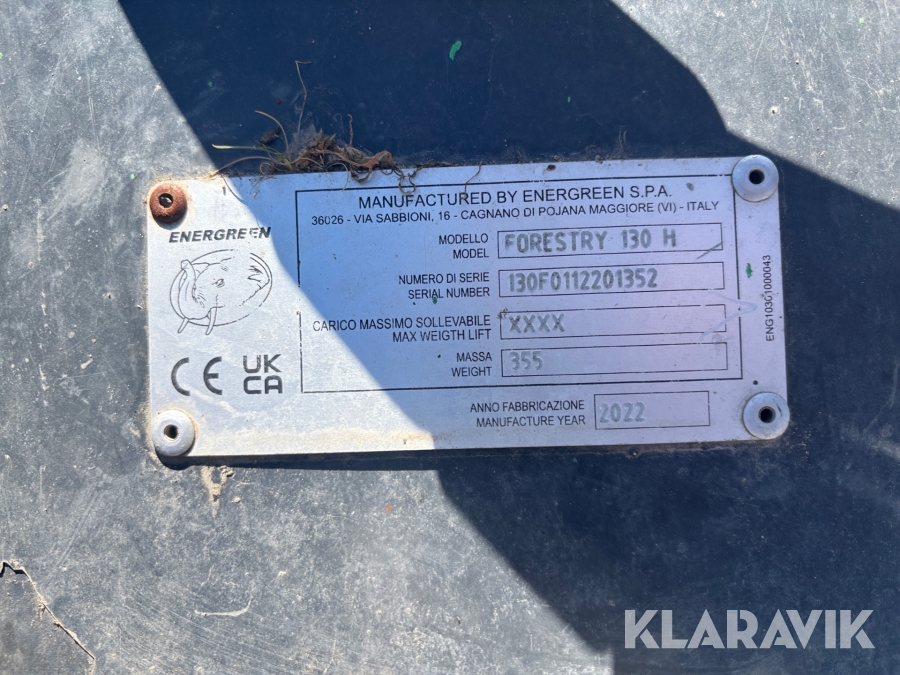 MANUFACTURED BY ENERGREEN S.P.A.
36026 - VIA SABBIONI, 16 - CAGNANO DI POJANA MAGGIORE (VI) - ITALY
ENERGREEN
MODELLO
MODEL
FORESTRY 130 H
NUMERO DI SERIE
SERIAL NUMBER
130F0112201352
CARICO MASSIMO SOLLEVABILE
MAX WEIGTH LIFT
XXXX
MASSA
WEIGHT
355
ANNO FABBRICAZIONE
MANUFACTURE YEAR
2022
CE
UK
CA
ENG10301000043
KLARAVIK